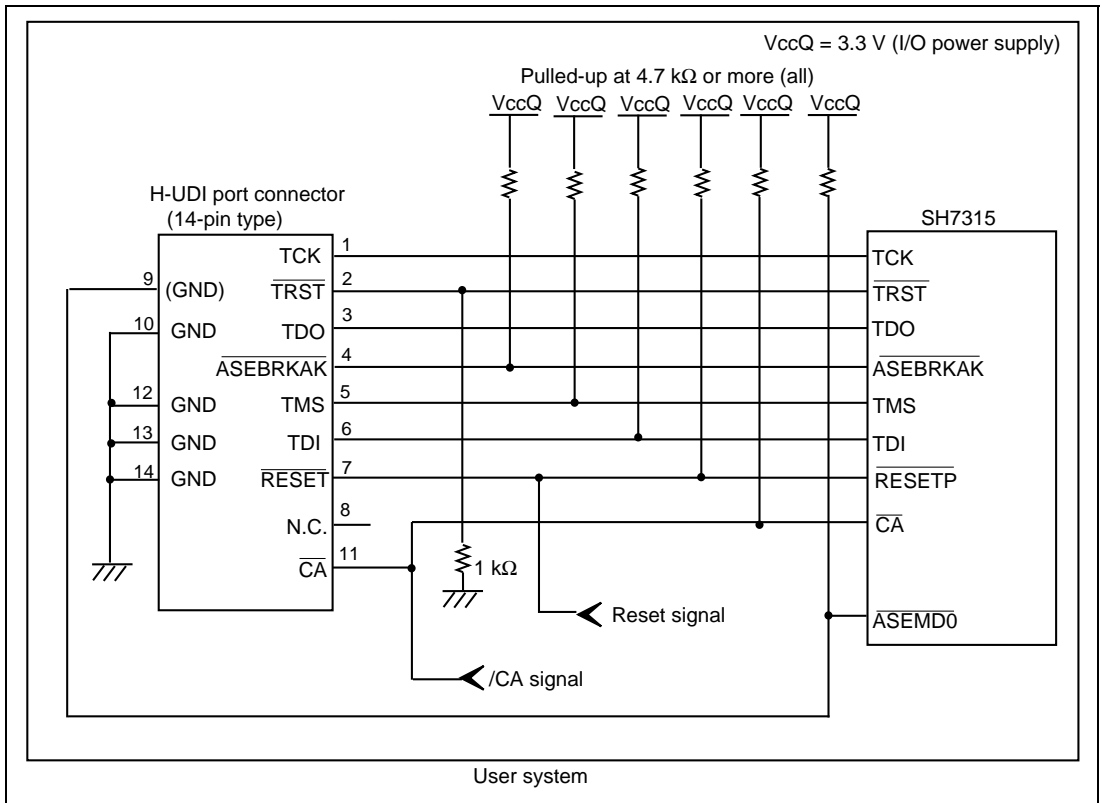 VccQ = 3.3 V (I/O power supply)
Pulled-up at 4.7 kΩ or more (all)
VccQ VccQ VccQ VccQ VccQ VccQ
H-UDI port connector
(14-pin type)
SH7315
TCK 1 TCK
9 (GND) TRST 2 TRST
10 GND TDO 3 TDO
ASEBRKAK 4 ASEBRKAK
12 GND TMS 5 TMS
13 GND TDI 6 TDI
14 GND RESET 7 RESETP
N.C. 8
CA
CA 11
1 kΩ
Reset signal
ASEMD0
/CA signal
User system